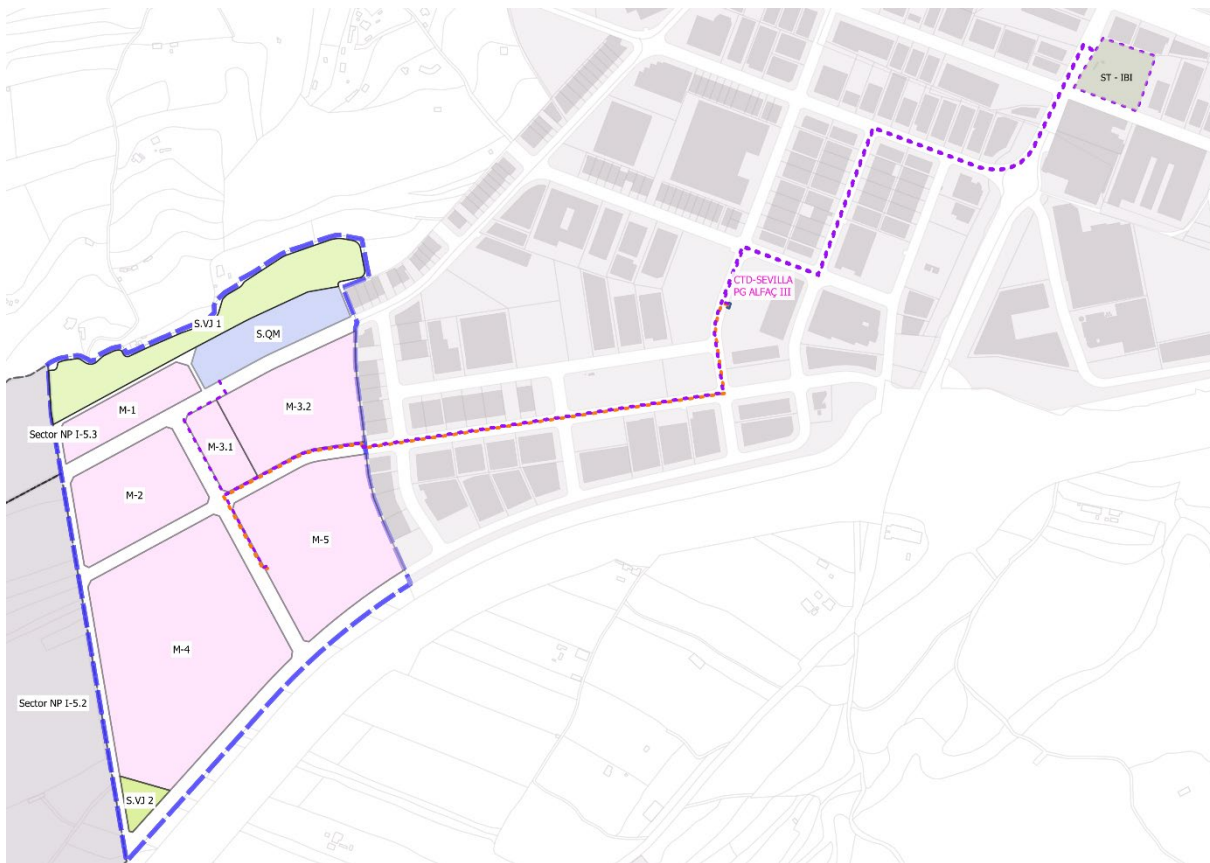 ST - IBI
CTD-SEVILLA
PG ALFAÇ III
S.VJ 1
S.QM
M-1
M-3.2
Sector NP I-5.3
M-3.1
M-2
M-5
M-4
Sector NP I-5.2
S.VJ 2